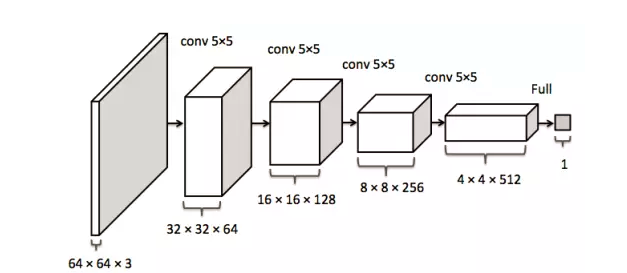 conv 5×5
conv 5×5
conv 5×5
conv 5×5
Full
64 × 64 × 3
32 × 32 × 64
16 × 16 × 128
8 × 8 × 256
4 × 4 × 512
1